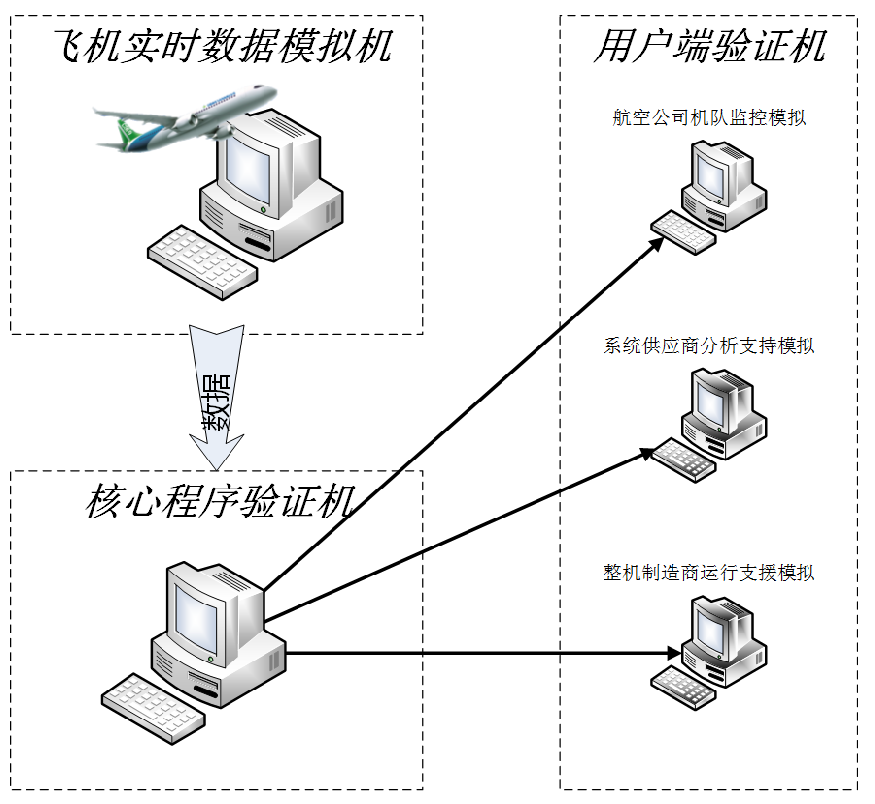 飞机实时数据模拟机
用户端验证机
航空公司机队监控模拟
系统供应商分析支持模拟
数据
核心程序验证机
整机制造商运行支援模拟